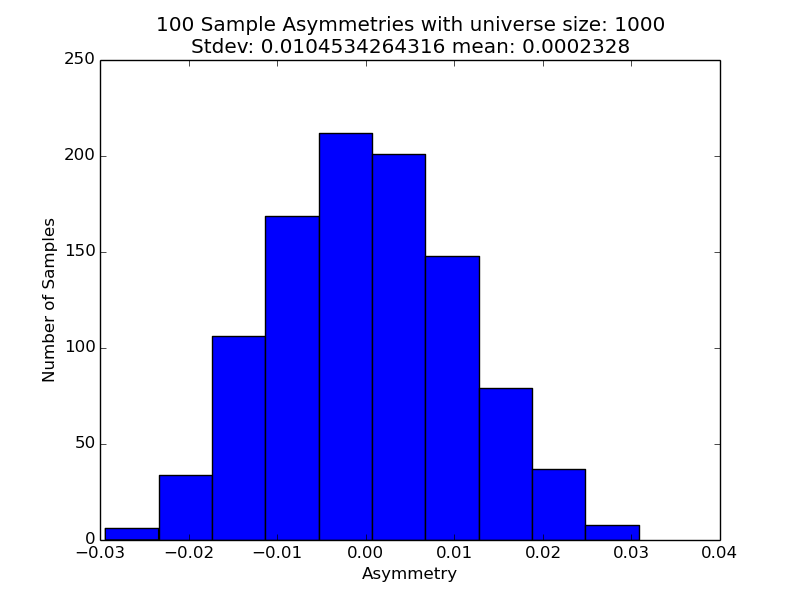 100 Sample Asymmetries with universe size: 1000
Stdev: 0.0104534264316 mean: 0.0002328
250
200
150
100
50
0
Number of Samples
−0.03 −0.02 −0.01 0.00 0.01 0.02 0.03 0.04
Asymmetry